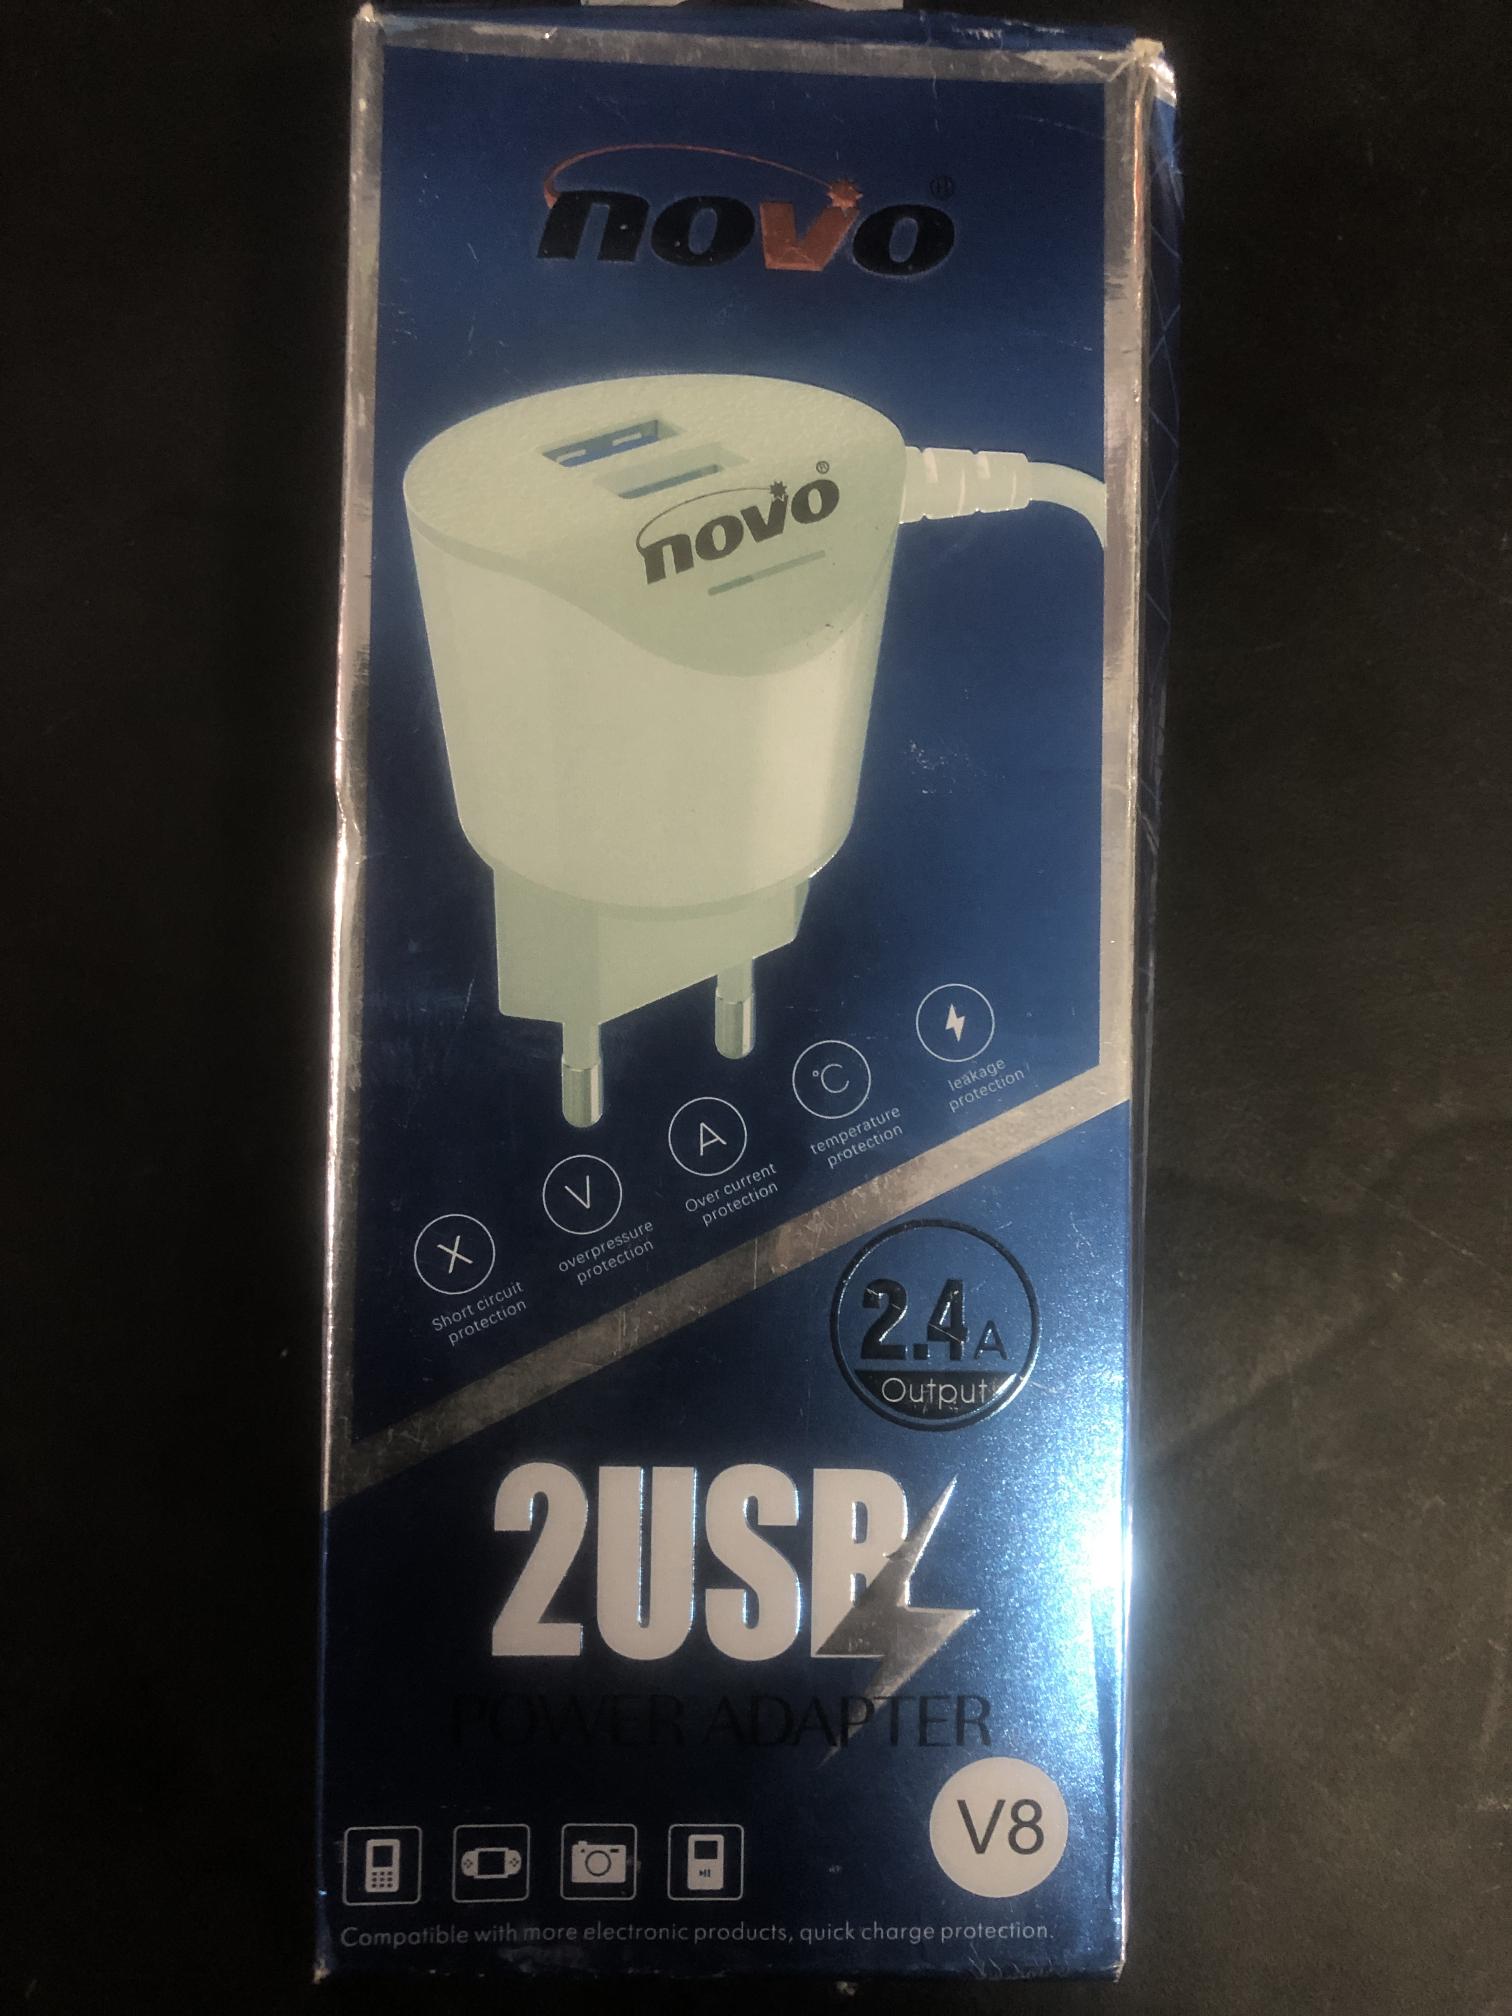 novo®
novo®
X
Short circuit
protection
V
overpressure
protection
A
Over current
protection
°C
temperature
protection
leakage
protection
2.4A
Output
2USB
POWER ADAPTER
V8
Compatible with more electronic products, quick charge protection.